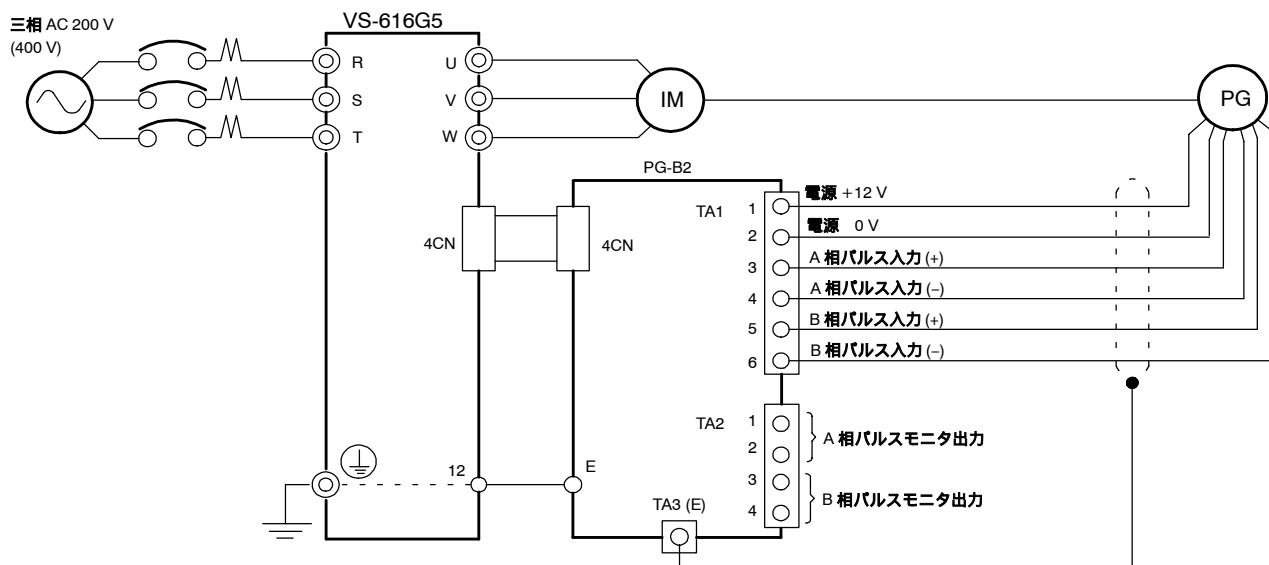 三相 AC 200 V
(400 V)
VS-616G5
R
S
T
U
V
W
IM
PG
PG-B2
4CN
4CN
TA1
1 電源 +12 V
2 電源 0 V
3 A 相パルス入力 (+)
4 A 相パルス入力 (−)
5 B 相パルス入力 (+)
6 B 相パルス入力 (−)
TA2
1
2
A 相パルスモニタ出力
3
4
B 相パルスモニタ出力
12
E
TA3 (E)